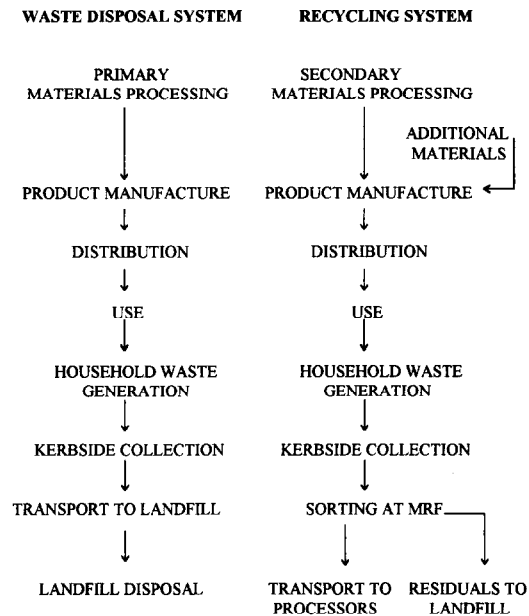 WASTE DISPOSAL SYSTEM
PRIMARY
MATERIALS PROCESSING
PRODUCT MANUFACTURE
DISTRIBUTION
USE
HOUSEHOLD WASTE
GENERATION
KERBSIDE COLLECTION
TRANSPORT TO LANDFILL
LANDFILL DISPOSAL
RECYCLING SYSTEM
SECONDARY
MATERIALS PROCESSING
ADDITIONAL
MATERIALS
PRODUCT MANUFACTURE
DISTRIBUTION
USE
HOUSEHOLD WASTE
GENERATION
KERBSIDE COLLECTION
SORTING AT MRF
TRANSPORT TO
PROCESSORS
RESIDUALS TO
LANDFILL